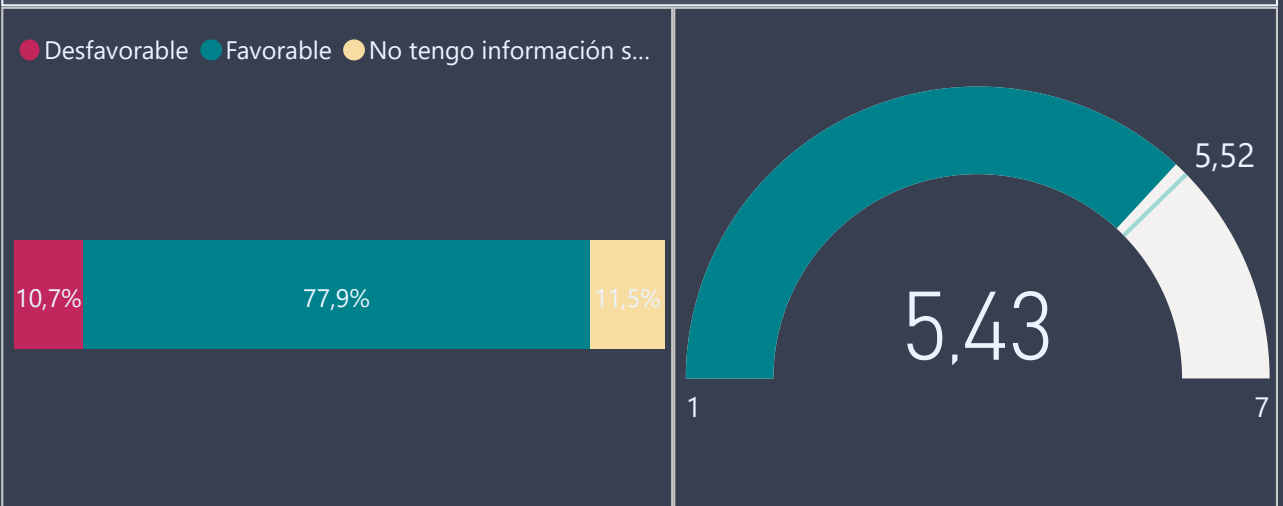 Desfavorable Favorable No tengo información s...
10,7% 77,9% 11,5%
5,52
5,43
1 7